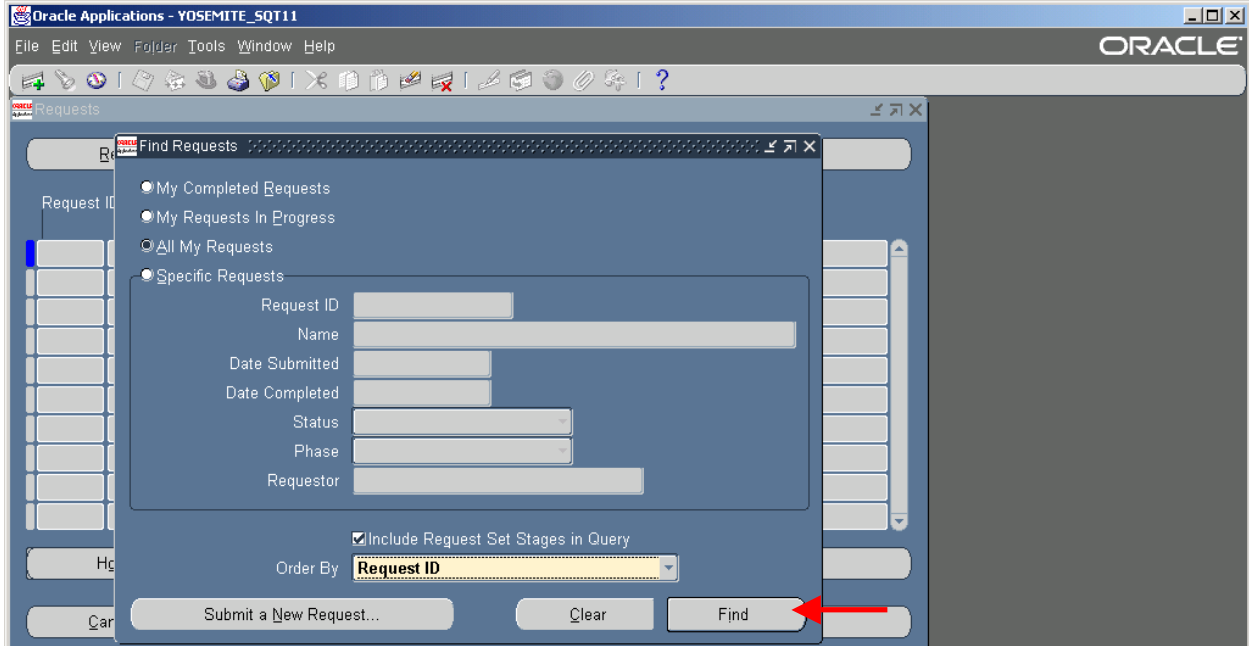 Oracle Applications - YOSEMITE_SQT11
File Edit View Folder Tools Window Help
ORACLE
Requests
Find Requests
My Completed Requests
My Requests In Progress
Request ID
All My Requests
Specific Requests
Request ID
Name
Date Submitted
Date Completed
Status
Phase
Requestor
Include Request Set Stages in Query
Order By Request ID
Submit a New Request... Clear Find